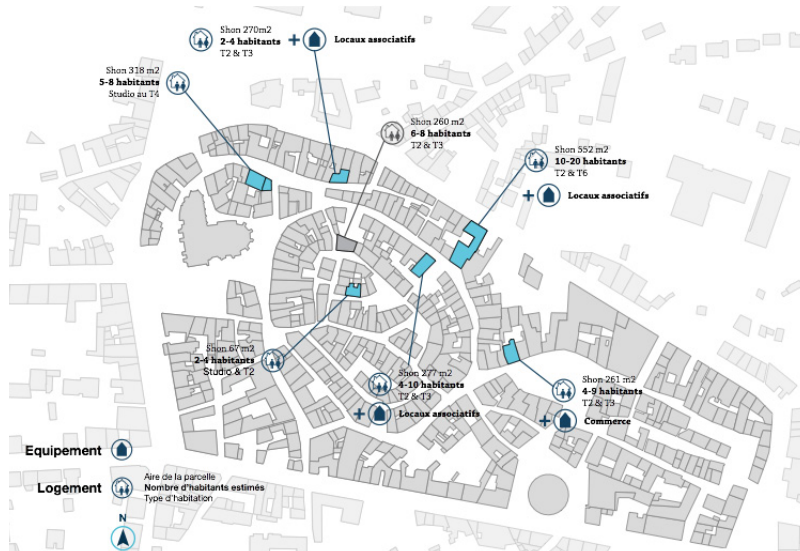 Shon 270m2
2-4 habitants
T2 & T3
+
Locaux associatifs
Shon 318 m2
5-8 habitants
Studio au T4
Shon 260 m2
6-8 habitants
T2 & T3
Shon 552 m2
10-20 habitants
T2 & T6
+
Locaux associatifs
Shon 67 m2
2-4 habitants
Studio & T2
Shon 277 m2
4-10 habitants
T2 & T3
+
Locaux associatifs
Shon 261 m2
4-9 habitants
T2 & T3
+
Commerce
Equipement
Logement
Aire de la parcelle
Nombre d'habitants estimés
Type d'habitation
N